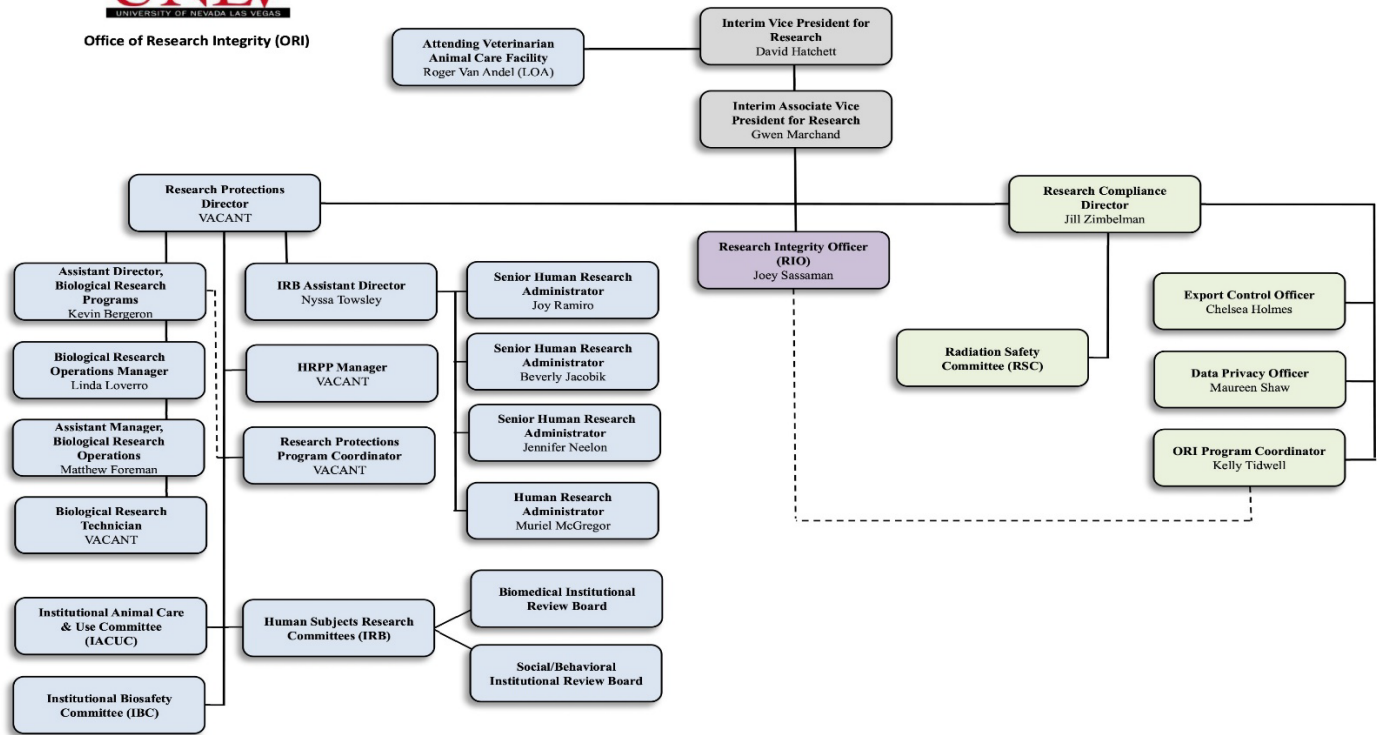 UNIVERSITY OF NEVADA LAS VEGAS
Office of Research Integrity (ORI)
Attending Veterinarian
Animal Care Facility
Roger Van Andel (LOA)
Interim Vice President for
Research
David Hatchett
Interim Associate Vice
President for Research
Gwen Marchand
Research Protections
Director
VACANT
Research Compliance
Director
Jill Zimbelman
Research Integrity Officer
(RIO)
Joey Sassaman
Assistant Director,
Biological Research
Programs
Kevin Bergeron
IRB Assistant Director
Nyssa Towsley
Senior Human Research
Administrator
Joy Ramiro
Export Control Officer
Chelsea Holmes
Biological Research
Operations Manager
Linda Loverro
HRPP Manager
VACANT
Senior Human Research
Administrator
Beverly Jacobik
Radiation Safety
Committee (RSC)
Data Privacy Officer
Maureen Shaw
Assistant Manager,
Biological Research
Operations
Matthew Foreman
Research Protections
Program Coordinator
VACANT
Senior Human Research
Administrator
Jennifer Neelon
ORI Program Coordinator
Kelly Tidwell
Biological Research
Technician
VACANT
Human Research
Administrator
Muriel McGregor
Institutional Animal Care
& Use Committee
(IACUC)
Human Subjects Research
Committees (IRB)
Biomedical Institutional
Review Board
Social/Behavioral
Institutional Review Board
Institutional Biosafety
Committee (IBC)